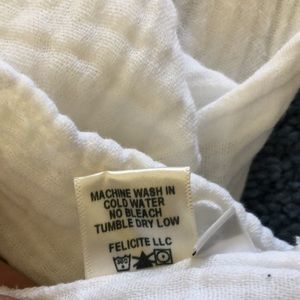 MACHINE WASH IN
COLD WATER
NO BLEACH
TUMBLE DRY LOW
FELICITE LLC